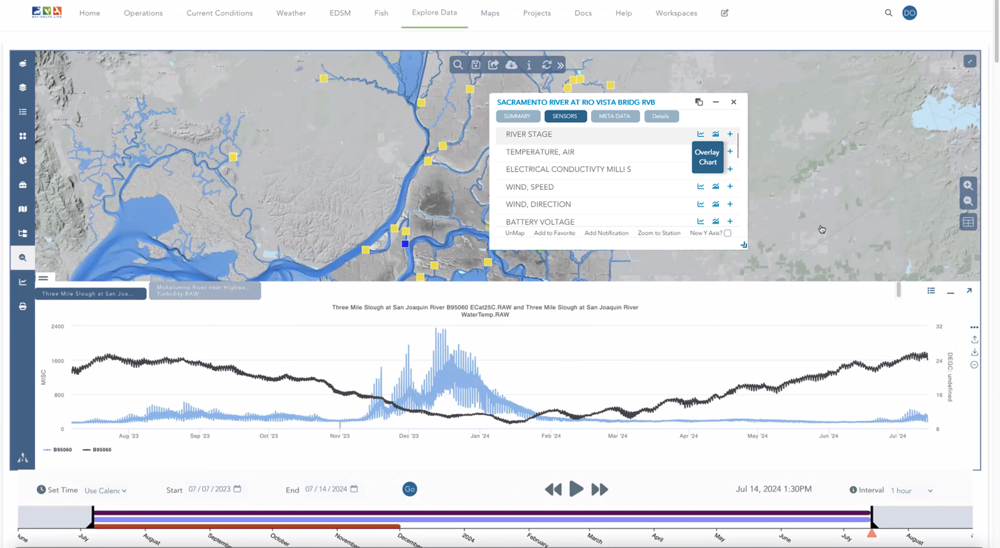 BAY-DELTA LIVE
Home Operations Current Conditions Weather EDSM Fish Explore Data Maps Projects Docs Help Workspaces DO
SACRAMENTO RIVER AT RIO VISTA BRIDG RVB
SUMMARY SENSORS META DATA Details
RIVER STAGE
TEMPERATURE, AIR
Overlay
Chart
ELECTRICAL CONDUCTIVTY MILLI S
WIND, SPEED
WIND, DIRECTION
BATTERY VOLTAGE
UnMap Add to Favorite Add Notification Zoom to Station New Y Axis?
Three Mile Slough at San Joa...
Mokelumne River near Highwa...
Turbidity.RAW
Three Mile Slough at San Joaquin River B95060 ECat25C.RAW and Three Mile Slough at San Joaquin River
WaterTemp.RAW
2400
1600
800
0
MISC
32
24
16
8
DEGC: undefined
Aug '23 Sep '23 Oct '23 Nov '23 Dec '23 Jan '24 Feb '24 Mar '24 Apr '24 May '24 Jun '24 Jul '24
B95060 B95060
Set Time Use Calenc Start 07/07/2023 End 07/14/2024 Go Jul 14, 2024 1:30PM Interval 1 hour
June July August September October November December 2024 February March April May June July August